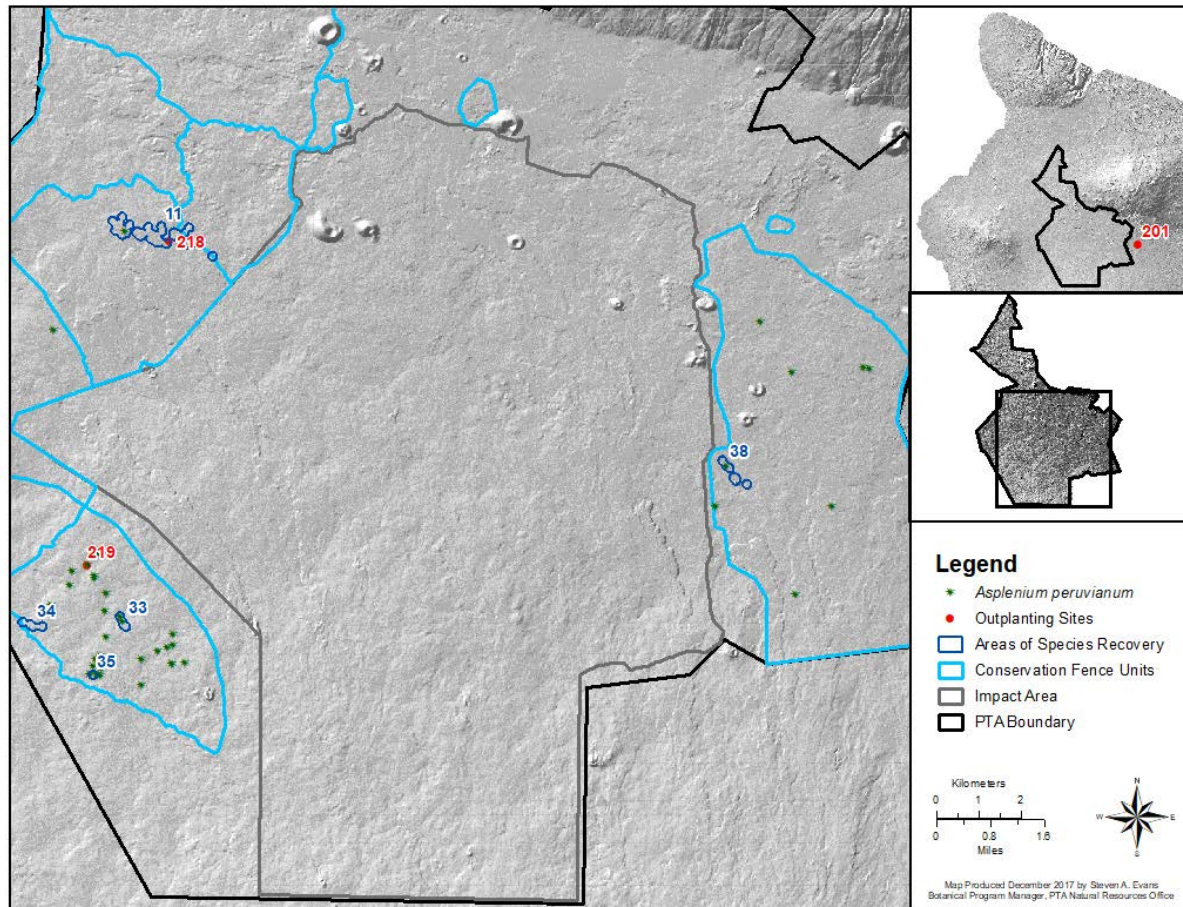 11
218
201
38
219
34
33
35
Legend
Asplenium peruvianum
Outplanting Sites
Areas of Species Recovery
Conservation Fence Units
Impact Area
PTA Boundary
Kilometers
0 1 2
0 0.8 1.6
Miles
N
W E
S
Map Produced December 2017 by Steven A. Evans
Botanical Program Manager, PTA Natural Resources Office